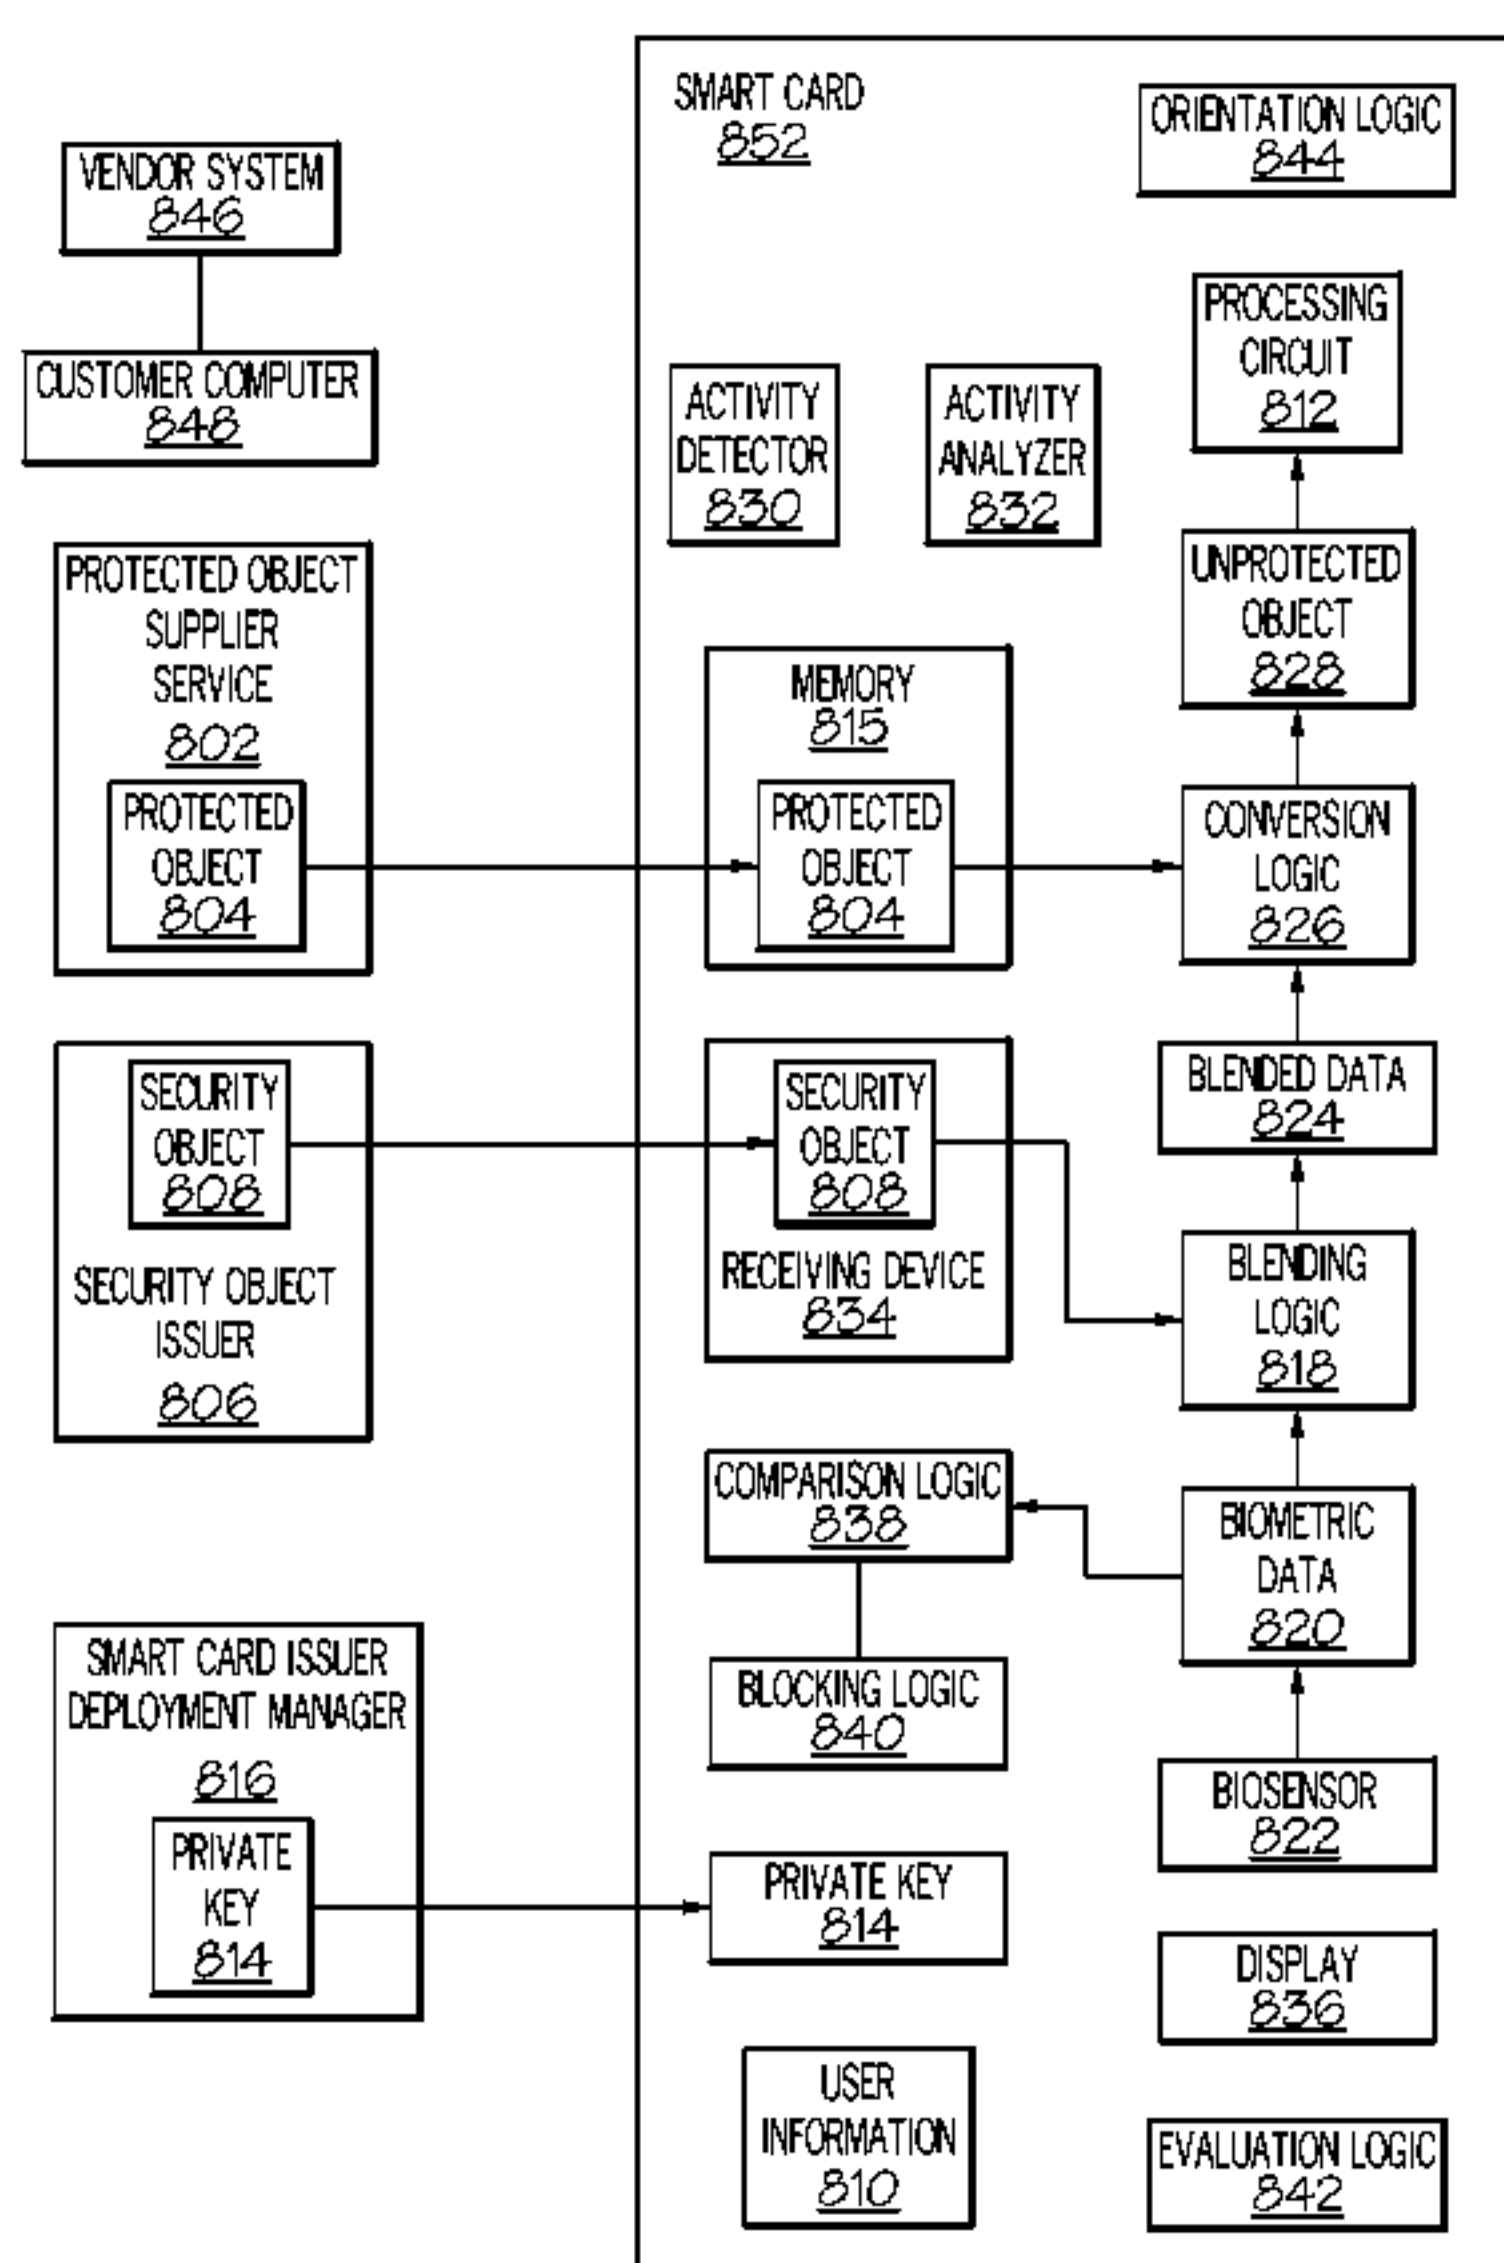 SMART CARD
852
ORIENTATION LOGIC
844
VENDOR SYSTEM
846
CUSTOMER COMPUTER
848
ACTIVITY
DETECTOR
830
ACTIVITY
ANALYZER
832
PROCESSING
CIRCUIT
812
PROTECTED OBJECT
SUPPLIER
SERVICE
802
PROTECTED
OBJECT
804
MEMORY
815
PROTECTED
OBJECT
804
UNPROTECTED
OBJECT
828
CONVERSION
LOGIC
826
SECURITY
OBJECT
808
SECURITY OBJECT
ISSUER
806
SECURITY
OBJECT
808
RECEIVING DEVICE
834
BLENDED DATA
824
BLENDING
LOGIC
818
COMPARISON LOGIC
838
BIOMETRIC
DATA
820
BLOCKING LOGIC
840
SMART CARD ISSUER
DEPLOYMENT MANAGER
816
PRIVATE
KEY
814
PRIVATE KEY
814
BIOSENSOR
822
DISPLAY
836
USER
INFORMATION
810
EVALUATION LOGIC
842